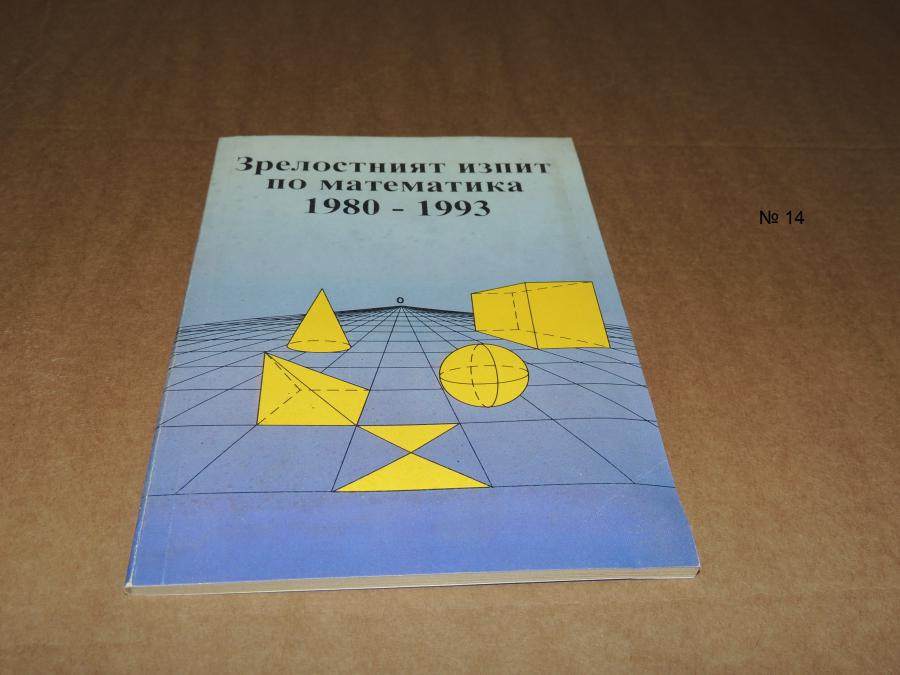 Зрелостният изпит
по математика
1980 - 1993
O
№ 14